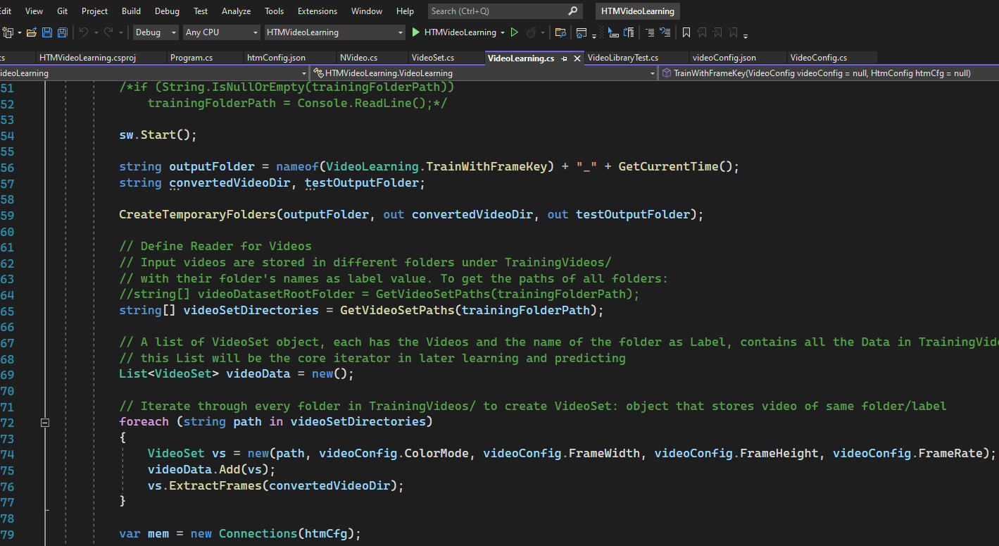 Edit View Git Project Build Debug Test Analyze Tools Extensions Window Help Search (Ctrl+Q) HTMVideoLearning
Debug Any CPU HTMVideoLearning HTMVideoLearning
cs HTMVideoLearning.csproj Program.cs htmConfig.json NVideo.cs VideoSet.cs VideoLearning.cs VideoLibraryTest.cs videoConfig.json VideoConfig.cs
ideoLearning HTMVideoLearning.VideoLearning TrainWithFrameKey(VideoConfig videoConfig = null, HtmConfig htmCfg = null)
51 /*if (String.IsNullOrEmpty(trainingFolderPath))
52 trainingFolderPath = Console.ReadLine();*/
53
54 sw.Start();
55
56 string outputFolder = nameof(VideoLearning.TrainWithFrameKey) + "_" + GetCurrentTime();
57 string convertedVideoDir, testOutputFolder;
58
59 CreateTemporaryFolders(outputFolder, out convertedVideoDir, out testOutputFolder);
60
61 // Define Reader for Videos
62 // Input videos are stored in different folders under TrainingVideos/
63 // with their folder's names as label value. To get the paths of all folders:
64 //string[] videoDatasetRootFolder = GetVideoSetPaths(trainingFolderPath);
65 string[] videoSetDirectories = GetVideoSetPaths(trainingFolderPath);
66
67 // A list of VideoSet object, each has the Videos and the name of the folder as Label, contains all the Data in TrainingVide
68 // this List will be the core iterator in later learning and predicting
69 List<VideoSet> videoData = new();
70
71 // Iterate through every folder in TrainingVideos/ to create VideoSet: object that stores video of same folder/label
72 foreach (string path in videoSetDirectories)
73 {
74 VideoSet vs = new(path, videoConfig.ColorMode, videoConfig.FrameWidth, videoConfig.FrameHeight, videoConfig.FrameRate);
75 videoData.Add(vs);
76 vs.ExtractFrames(convertedVideoDir);
77 }
78
79 var mem = new Connections(htmCfg);